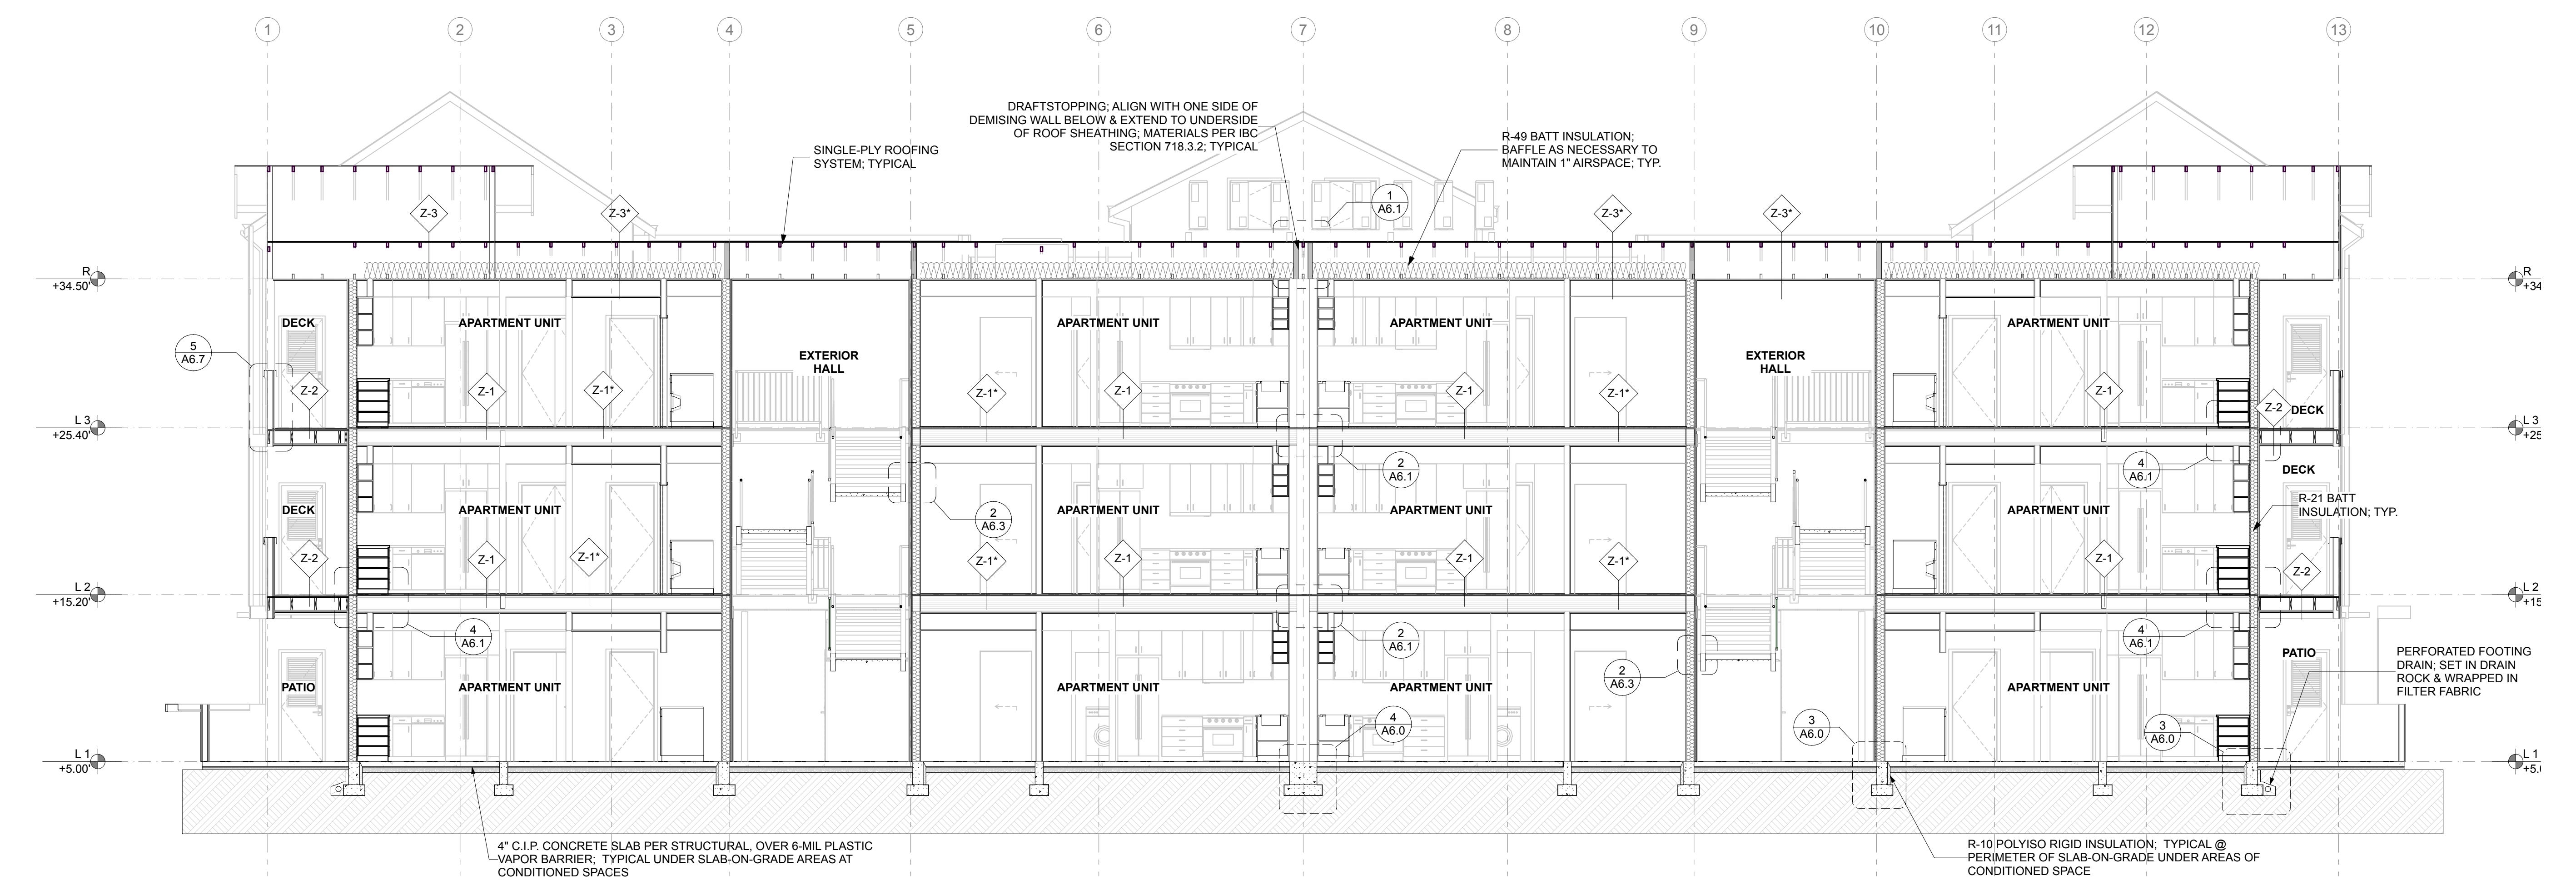 1 2 3 4 5 6 7 8 9 10 11 12 13
DRAFTSTOPPING; ALIGN WITH ONE SIDE OF
DEMISING WALL BELOW & EXTEND TO UNDERSIDE
OF ROOF SHEATHING; MATERIALS PER IBC
SECTION 718.3.2; TYPICAL
SINGLE-PLY ROOFING
SYSTEM; TYPICAL
R-49 BATT INSULATION;
BAFFLE AS NECESSARY TO
MAINTAIN 1" AIRSPACE; TYP.
1
A6.1
Z-3 Z-3* Z-3* Z-3*
R
+34.50'
R
+34
DECK APARTMENT UNIT APARTMENT UNIT APARTMENT UNIT APARTMENT UNIT
EXTERIOR
HALL
EXTERIOR
HALL
5
A6.7
Z-2 Z-1 Z-1* Z-1* Z-1 Z-1 Z-1* Z-1 Z-2
DECK
L 3
+25.40'
L 3
+25
2
A6.1
4
A6.1
DECK
R-21 BATT
INSULATION; TYP.
DECK APARTMENT UNIT APARTMENT UNIT APARTMENT UNIT APARTMENT UNIT
2
A6.3
Z-2 Z-1 Z-1* Z-1* Z-1 Z-1 Z-1* Z-1 Z-2
L 2
+15.20'
L 2
+15
4
A6.1
2
A6.1
4
A6.1
2
A6.3
PATIO
PERFORATED FOOTING
DRAIN; SET IN DRAIN
ROCK & WRAPPED IN
FILTER FABRIC
PATIO APARTMENT UNIT APARTMENT UNIT APARTMENT UNIT APARTMENT UNIT
4
A6.0
3
A6.0
3
A6.0
L 1
+5.00'
L 1
+5.0
4" C.I.P. CONCRETE SLAB PER STRUCTURAL, OVER 6-MIL PLASTIC
VAPOR BARRIER; TYPICAL UNDER SLAB-ON-GRADE AREAS AT
CONDITIONED SPACES
R-10 POLYISO RIGID INSULATION; TYPICAL @
PERIMETER OF SLAB-ON-GRADE UNDER AREAS OF
CONDITIONED SPACE